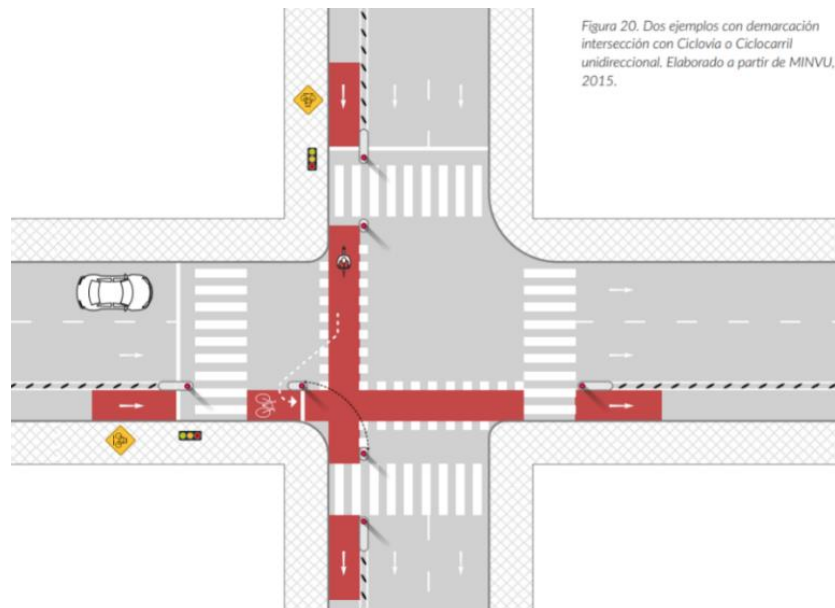 Figura 20. Dos ejemplos con demarcación
intersección con Ciclovía o Ciclocarril
unidireccional. Elaborado a partir de MINVU,
2015.